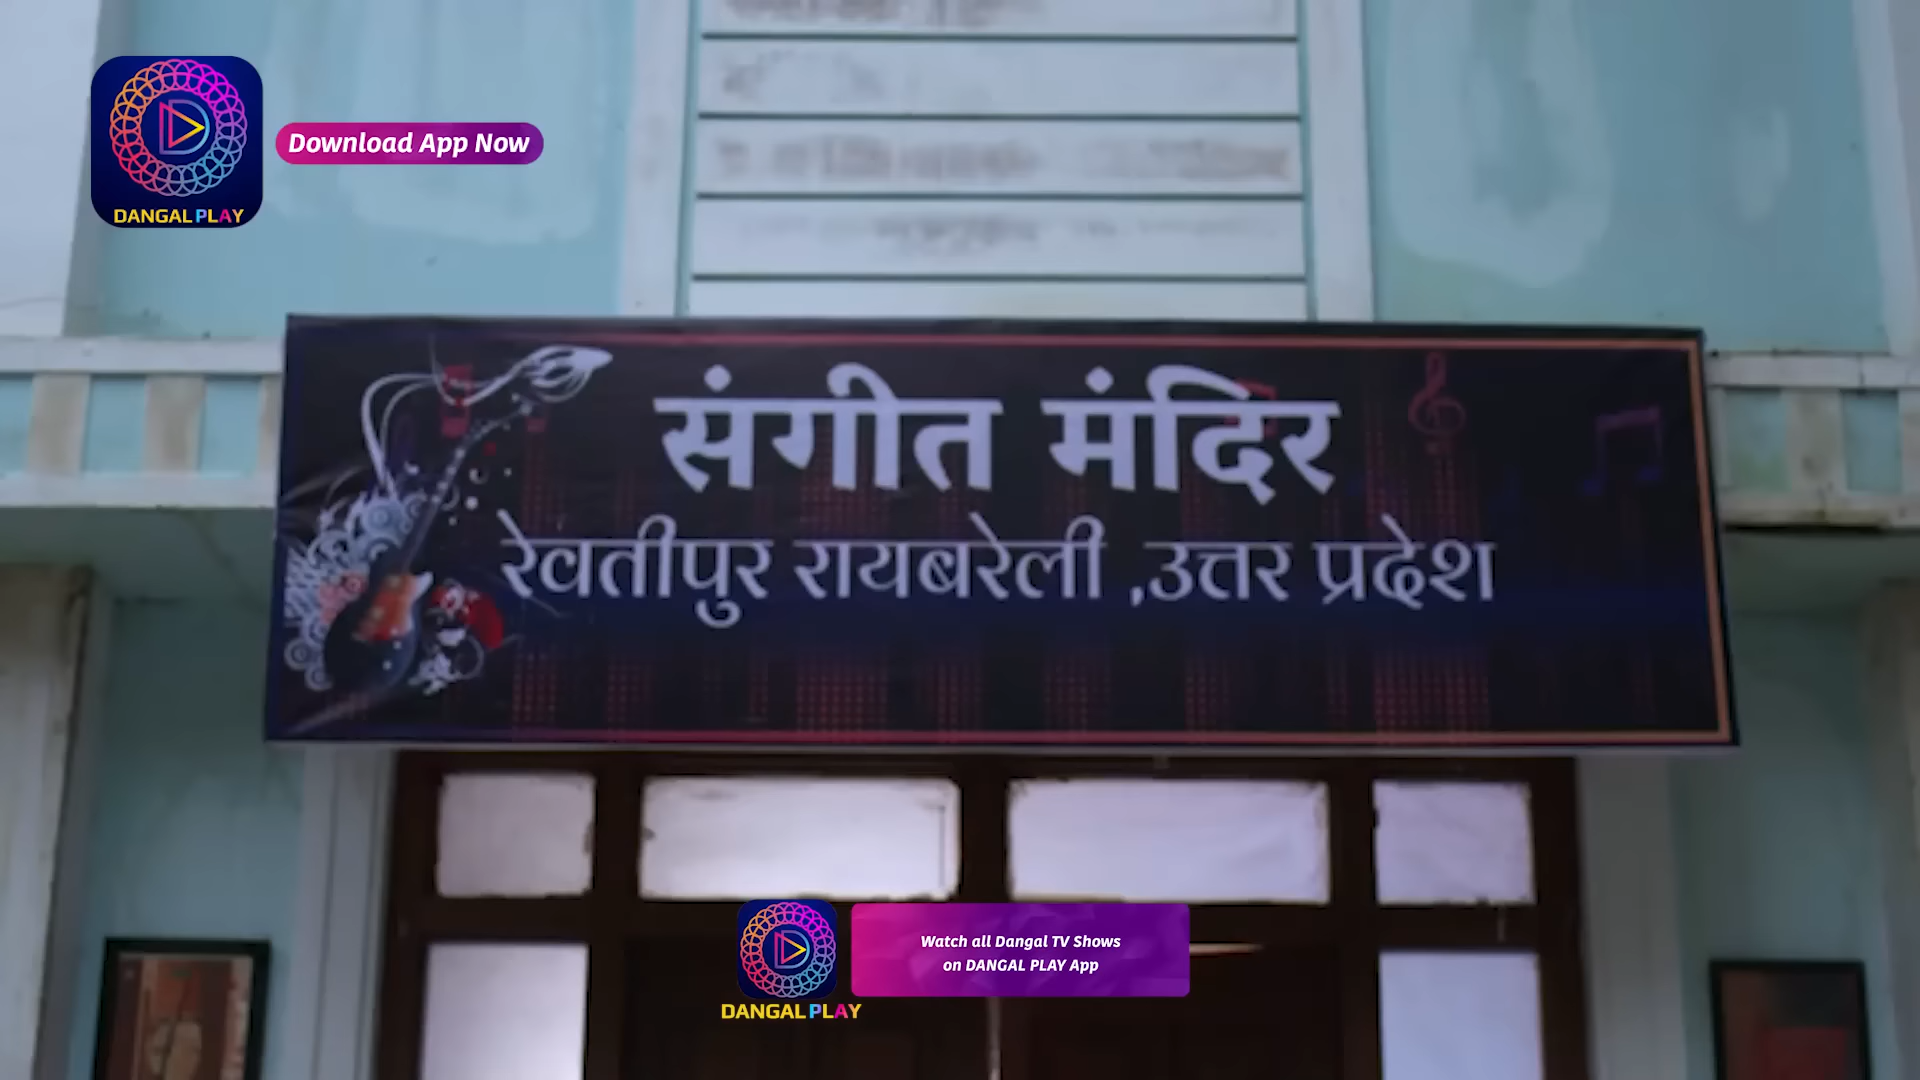 DANGAL PLAY
Download App Now
संगीत मंदिर
रेवतीपुर रायबरेली ,उत्तर प्रदेश
Watch all Dangal TV Shows
on DANGAL PLAY App
DANGAL PLAY